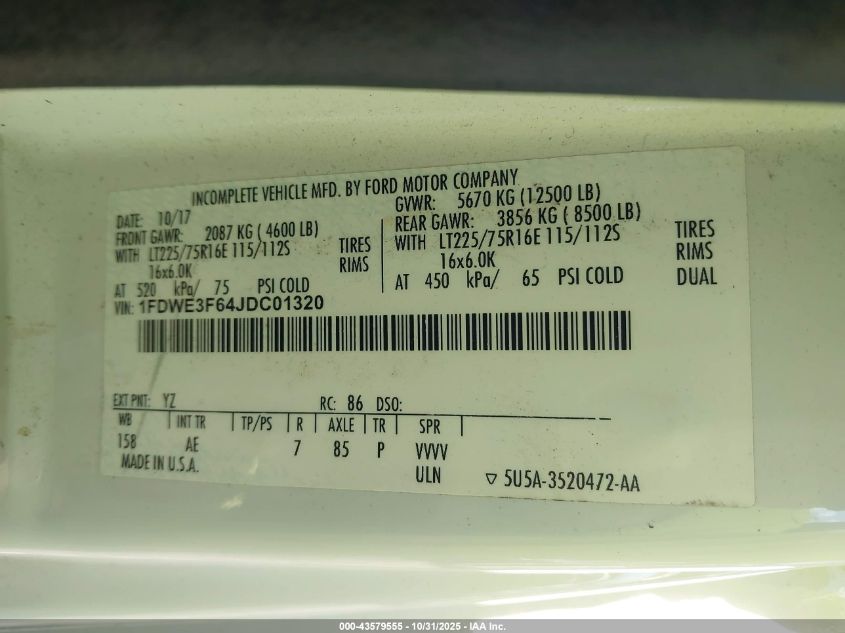 INCOMPLETE VEHICLE MFD. BY FORD MOTOR COMPANY
DATE: 10/17
GVWR: 5670 KG (12500 LB)
FRONT GAWR: 2087 KG ( 4600 LB)
REAR GAWR: 3856 KG ( 8500 LB)
WITH LT225/75R16E 115/112S TIRES
WITH LT225/75R16E 115/112S TIRES
16x6.0K RIMS
16x6.0K RIMS
AT 520 kPa/ 75 PSI COLD
AT 450 kPa/ 65 PSI COLD DUAL
VIN: 1FDWE3F64JDC01320
EXT PNT: YZ RC: 86 DSO:
WB INT TR TP/PS R AXLE TR SPR
158 AE 7 85 P VVVV
MADE IN U.S.A. ULN ▽ 5U5A-3520472-AA
000-43579555 - 10/31/2025 - IAA Inc.